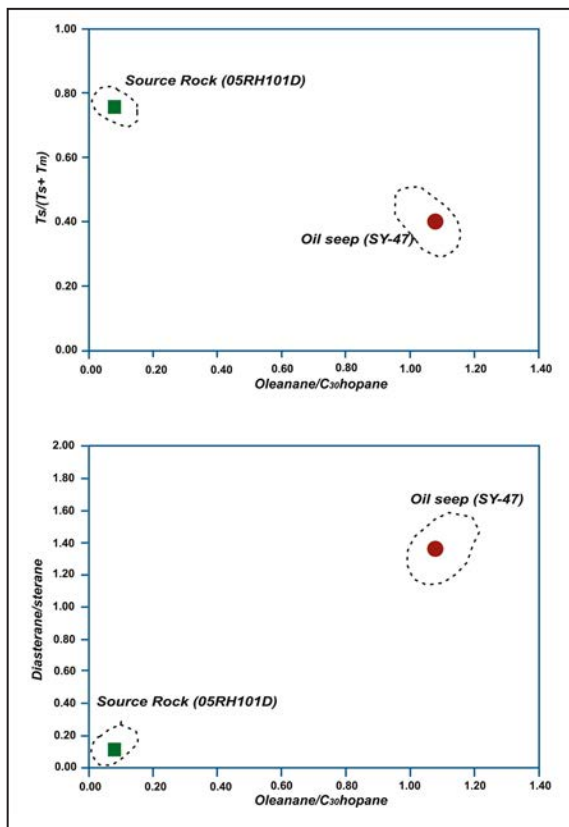 1.00
Source Rock (05RH101D)
0.80
Ts/(Ts+ Tm)
0.60
0.40
Oil seep (SY-47)
0.20
0.00
0.00 0.20 0.40 0.60 0.80 1.00 1.20 1.40
Oleanane/C30hopane
2.00
1.80
Oil seep (SY-47)
1.60
1.40
1.20
Diasterane/sterane
1.00
0.80
0.60
Source Rock (05RH101D)
0.40
0.20
0.00
0.00 0.20 0.40 0.60 0.80 1.00 1.20 1.40
Oleanane/C30hopane